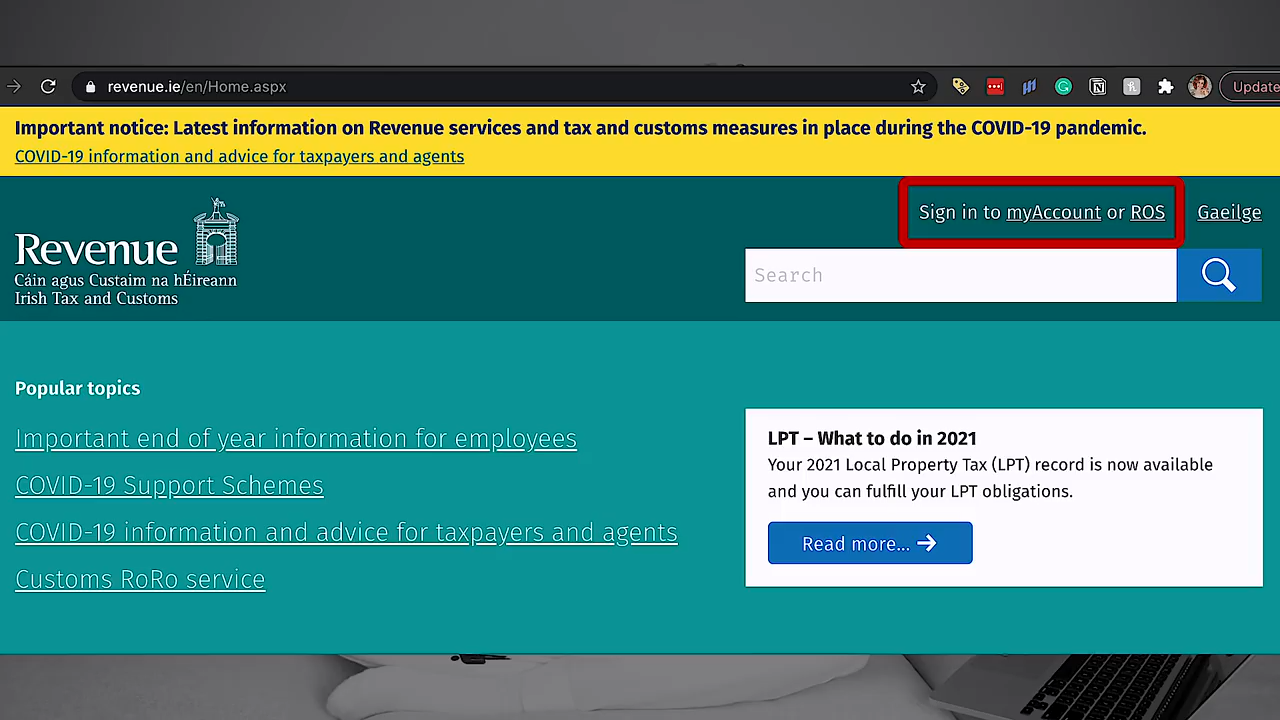 revenue.ie/en/Home.aspx
Update
Important notice: Latest information on Revenue services and tax and customs measures in place during the COVID-19 pandemic.
COVID-19 information and advice for taxpayers and agents
Sign in to myAccount or ROS
Gaeilge
Revenue
Cáin agus Custaim na hÉireann
Irish Tax and Customs
Search
Popular topics
Important end of year information for employees
COVID-19 Support Schemes
COVID-19 information and advice for taxpayers and agents
Customs RoRo service
LPT – What to do in 2021
Your 2021 Local Property Tax (LPT) record is now available
and you can fulfill your LPT obligations.
Read more...